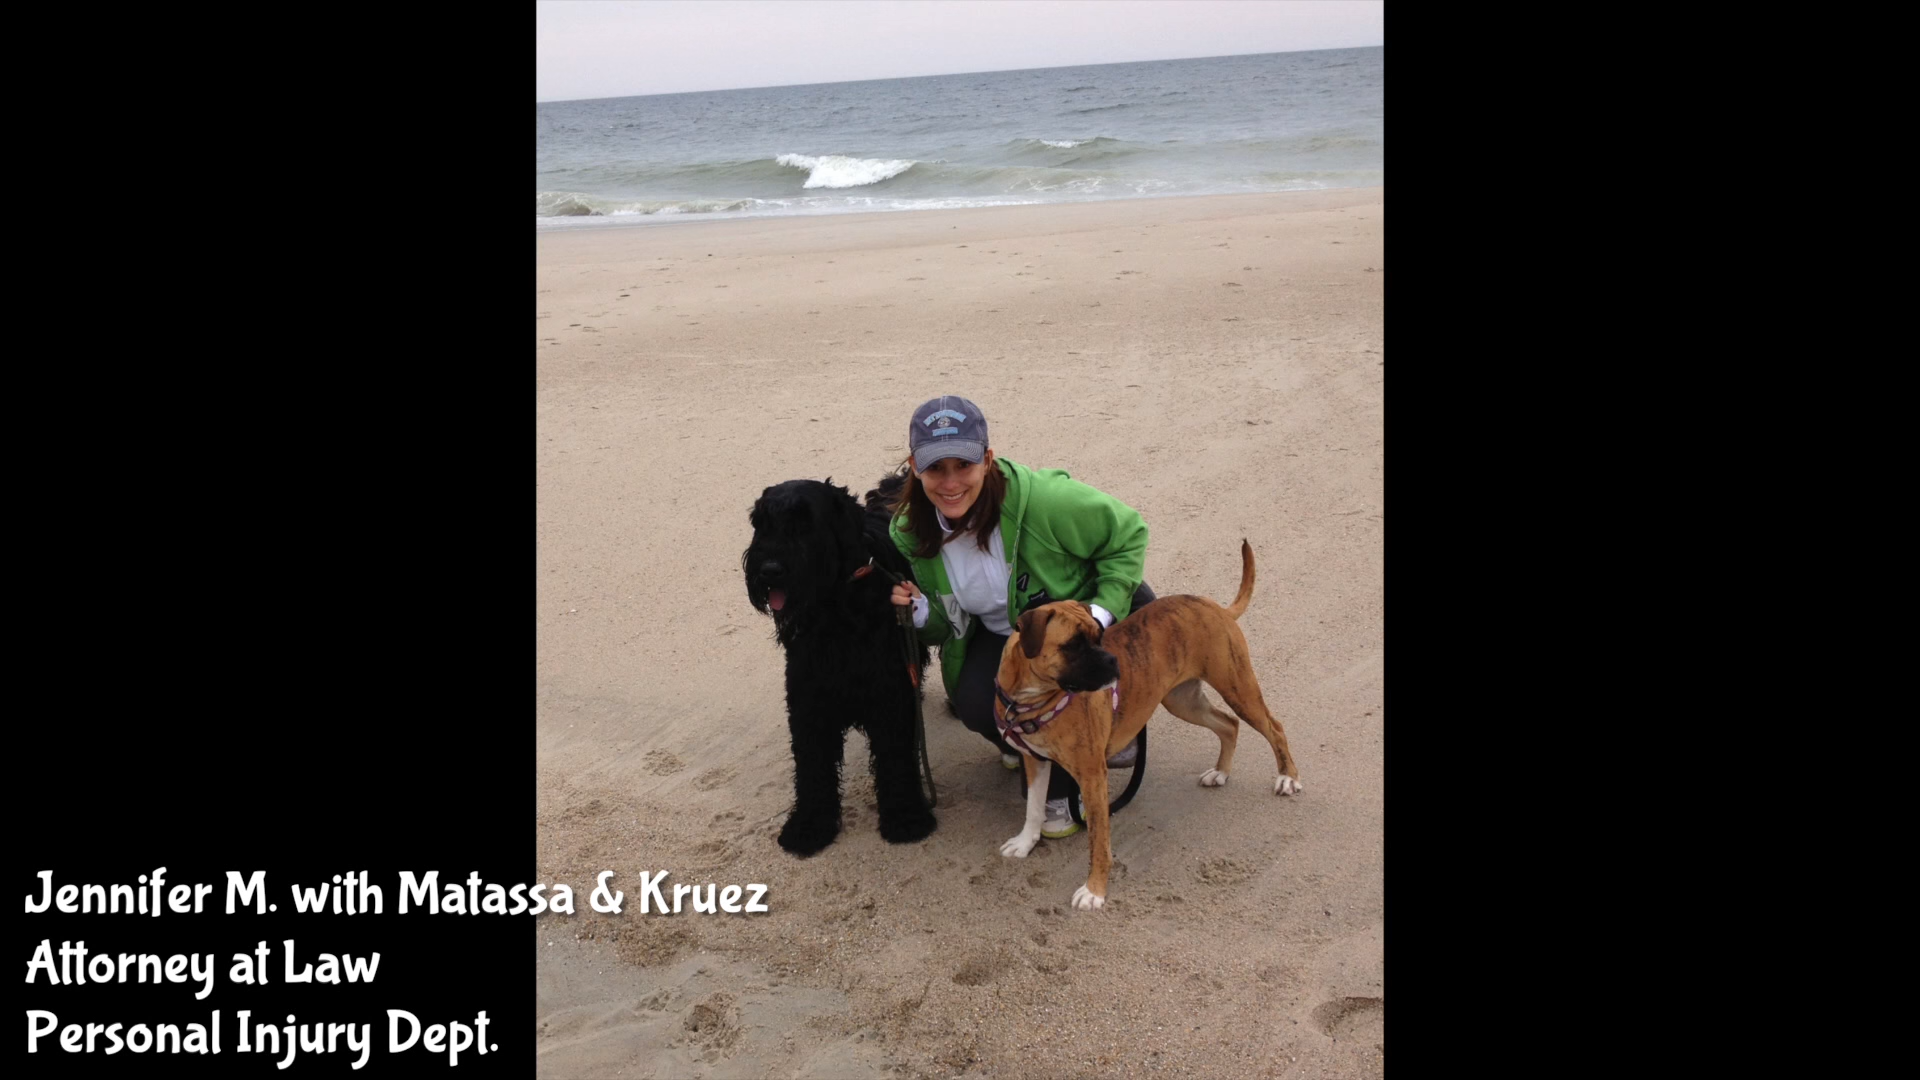 Jennifer M. with Matassa & Kruez
Attorney at Law
Personal Injury Dept.